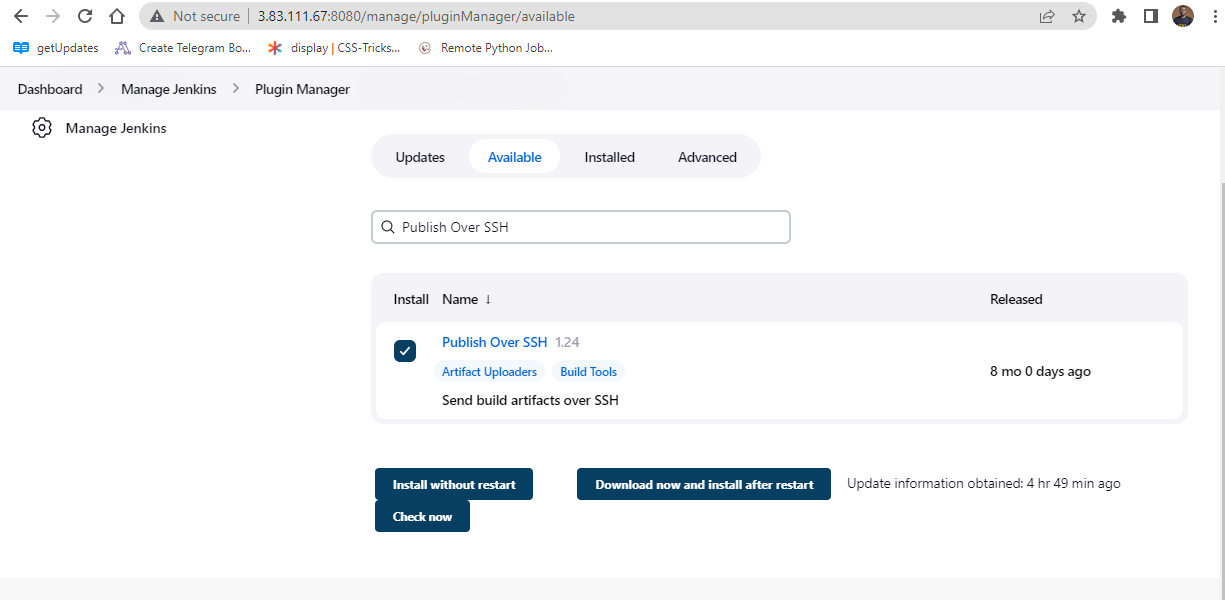 Not secure | 3.83.111.67:8080/manage/pluginManager/available
getUpdates Create Telegram Bo... display | CSS-Tricks... Remote Python Job...
Dashboard > Manage Jenkins > Plugin Manager
Manage Jenkins
Updates Available Installed Advanced
Publish Over SSH
Install Name ↓ Released
Publish Over SSH 1.24
Artifact Uploaders Build Tools
8 mo 0 days ago
Send build artifacts over SSH
Install without restart Download now and install after restart Update information obtained: 4 hr 49 min ago
Check now